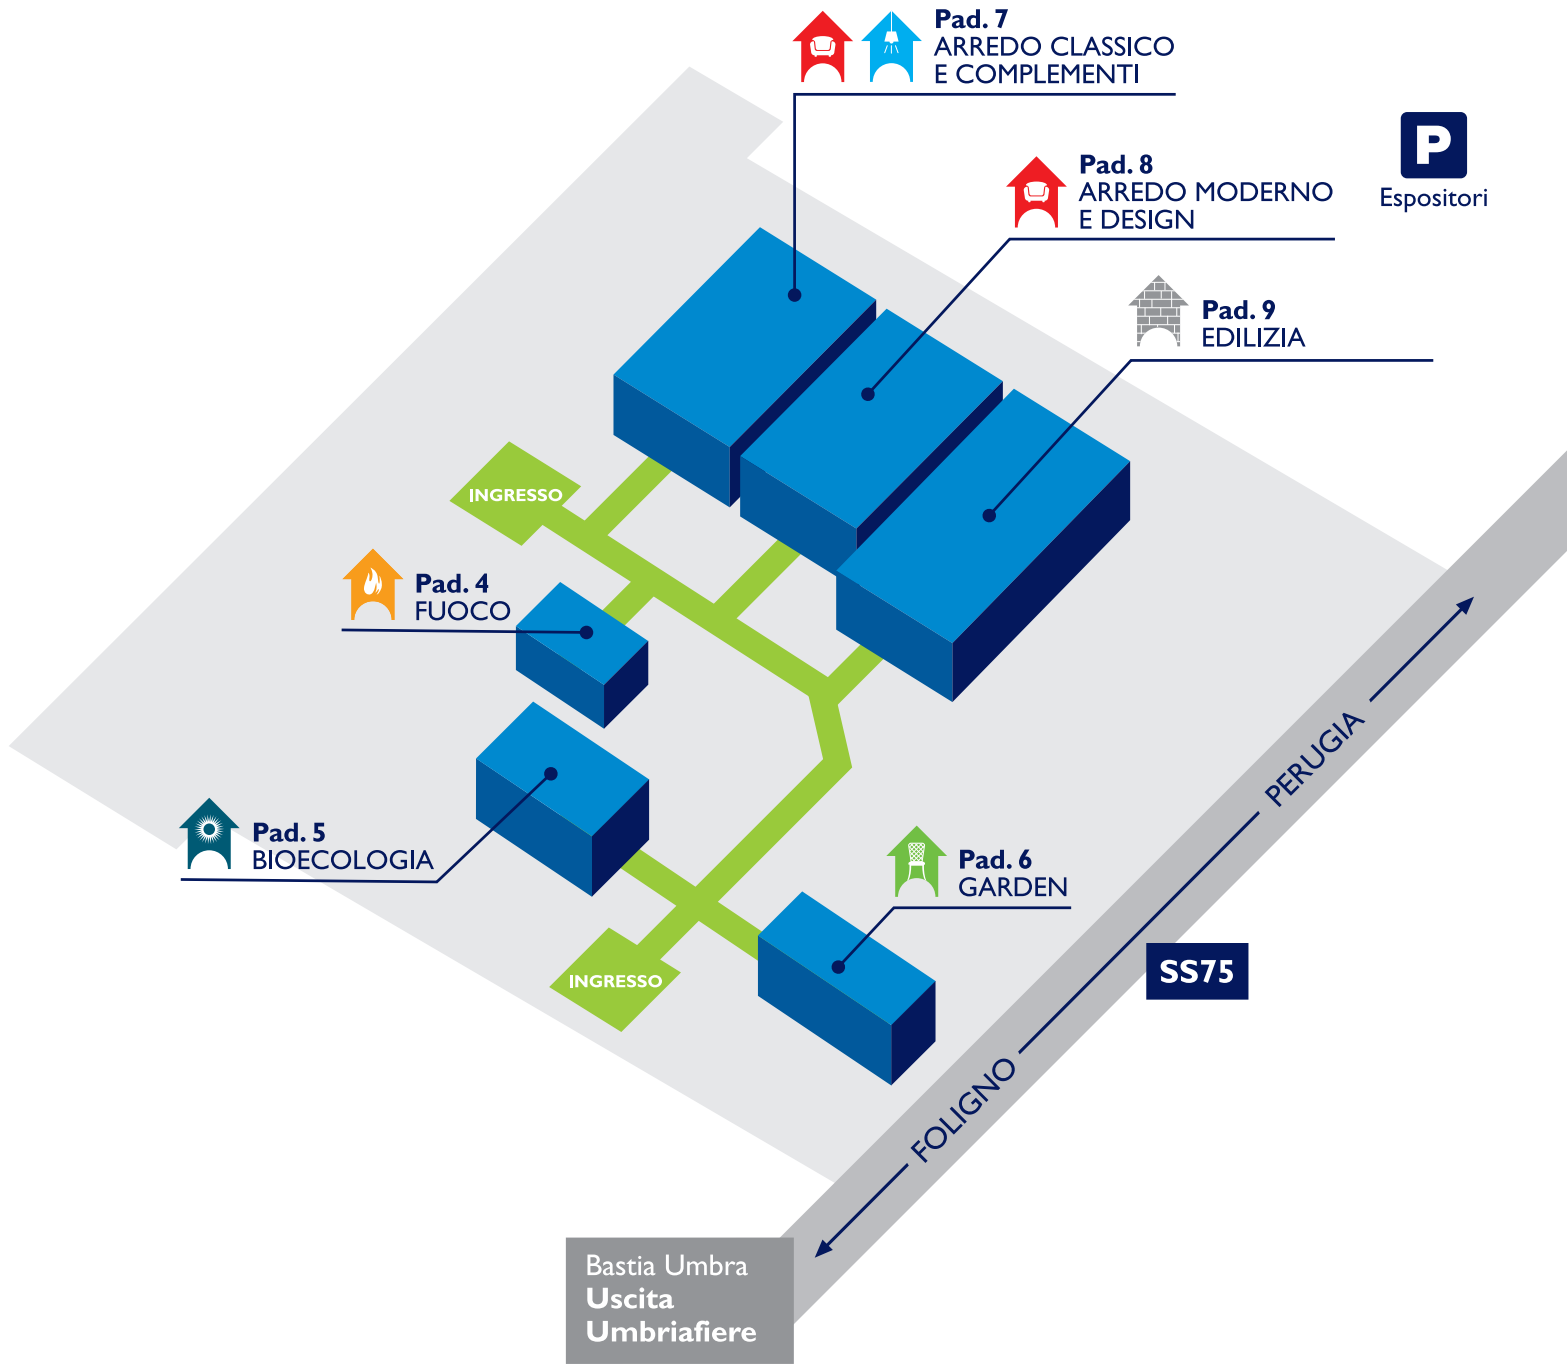 Pad. 7
ARREDO CLASSICO
E COMPLEMENTI
P
Espositori
Pad. 8
ARREDO MODERNO
E DESIGN
Pad. 9
EDILIZIA
INGRESSO
Pad. 4
FUOCO
PERUGIA
Pad. 5
BIOECOLOGIA
Pad. 6
GARDEN
SS75
INGRESSO
FOLIGNO
Bastia Umbra
Uscita
Umbriafiere